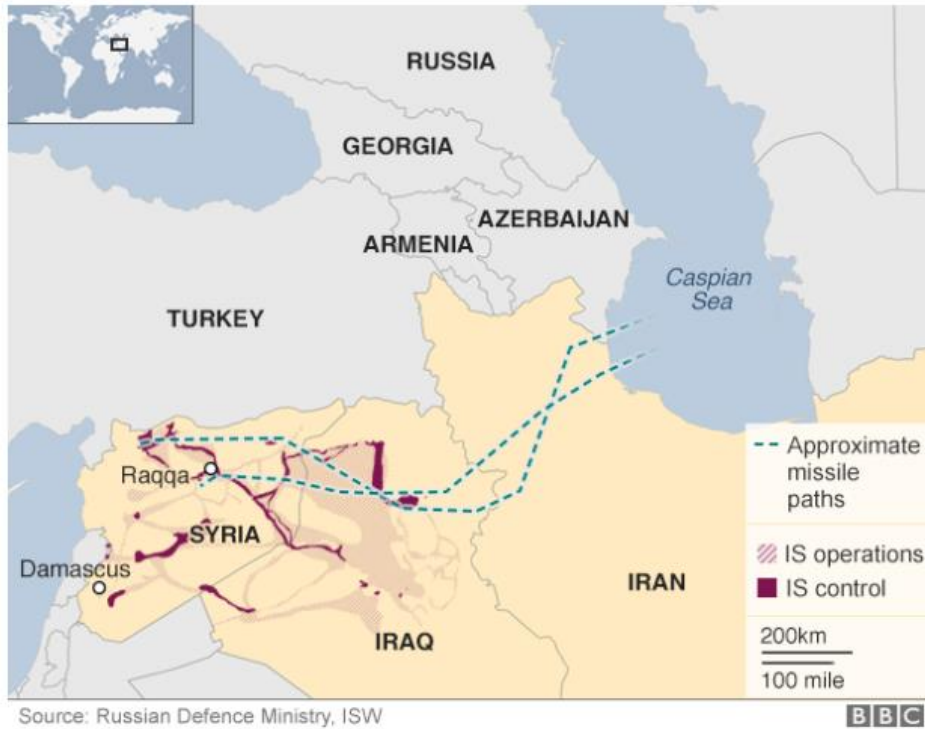 RUSSIA
GEORGIA
AZERBAIJAN
ARMENIA
Caspian
Sea
TURKEY
Raqqa
SYRIA
Damascus
IRAQ
IRAN
Approximate
missile
paths
IS operations
IS control
200km
100 mile
Source: Russian Defence Ministry, ISW
BBC